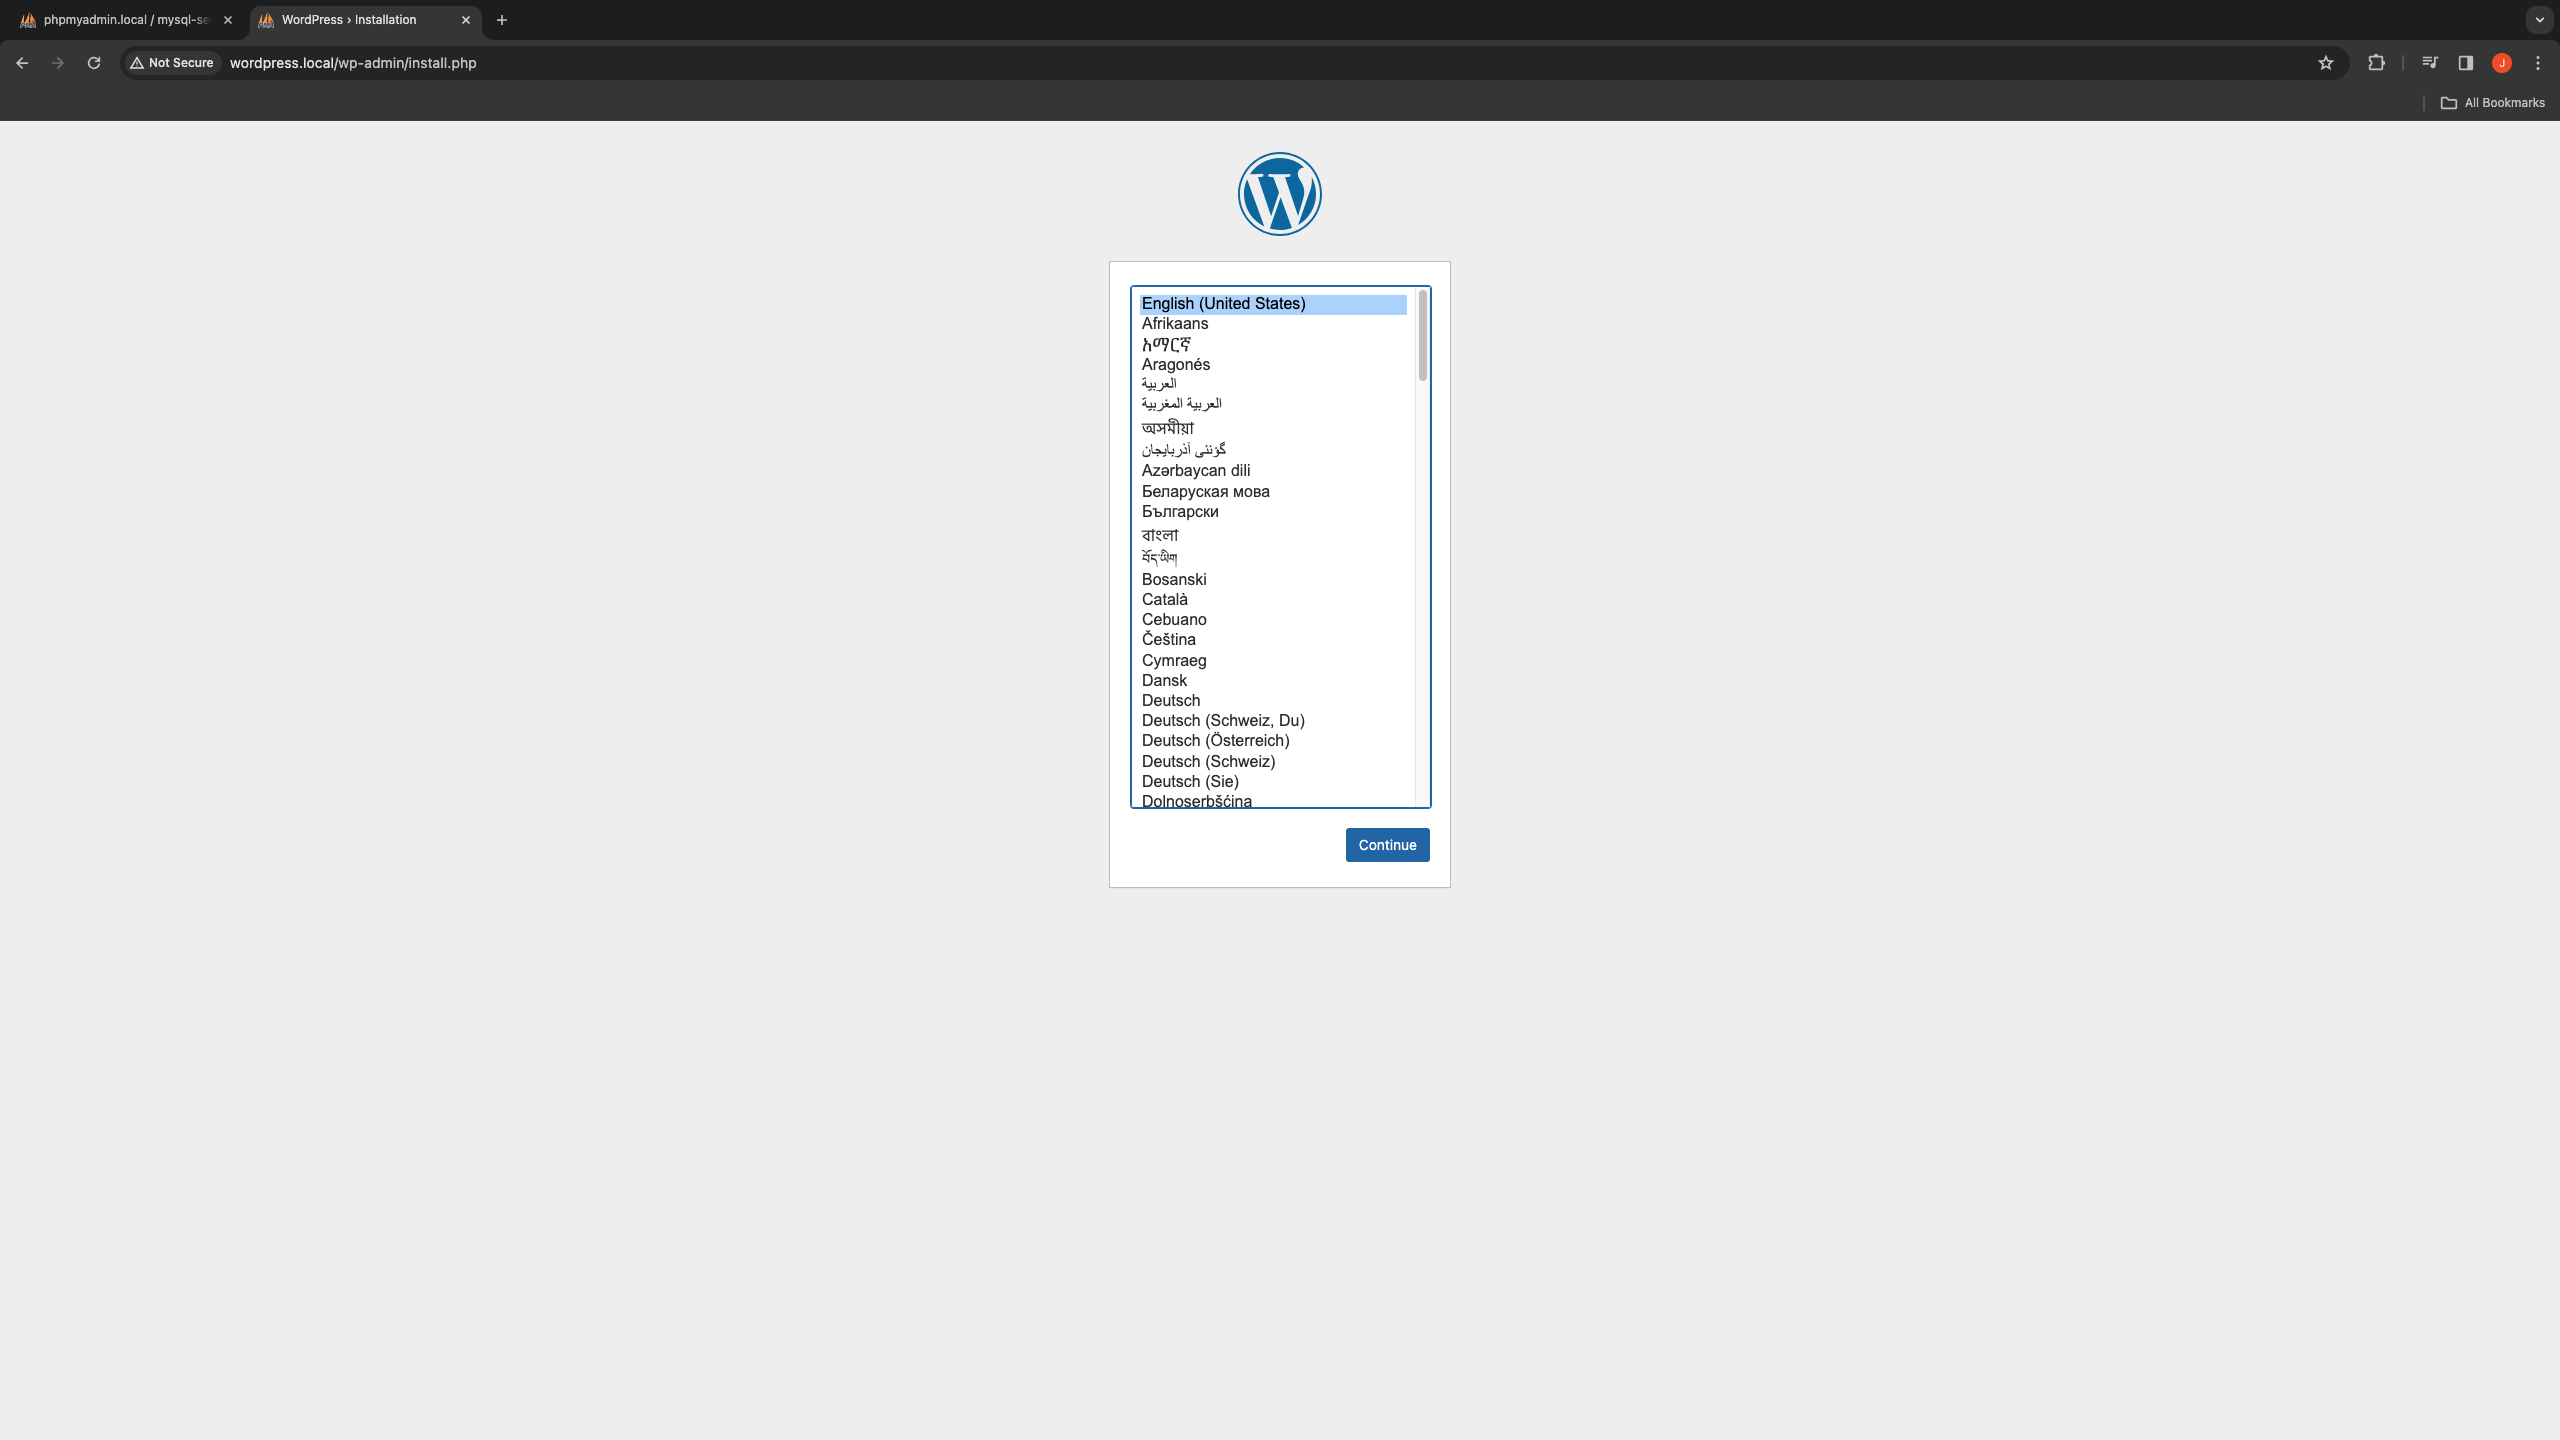 phpmyadmin.local / mysql-se
WordPress › Installation
Not Secure
wordpress.local/wp-admin/install.php
J
All Bookmarks
English (United States)
Afrikaans
አማርኛ
Aragonés
العربية
العربية المغربية
অসমীয়া
گؤنئی آذربایجان
Azərbaycan dili
Беларуская мова
Български
বাংলা
བོད་ཡིག
Bosanski
Català
Cebuano
Čeština
Cymraeg
Dansk
Deutsch
Deutsch (Schweiz, Du)
Deutsch (Österreich)
Deutsch (Schweiz)
Deutsch (Sie)
Dolnoserbšćina
Continue